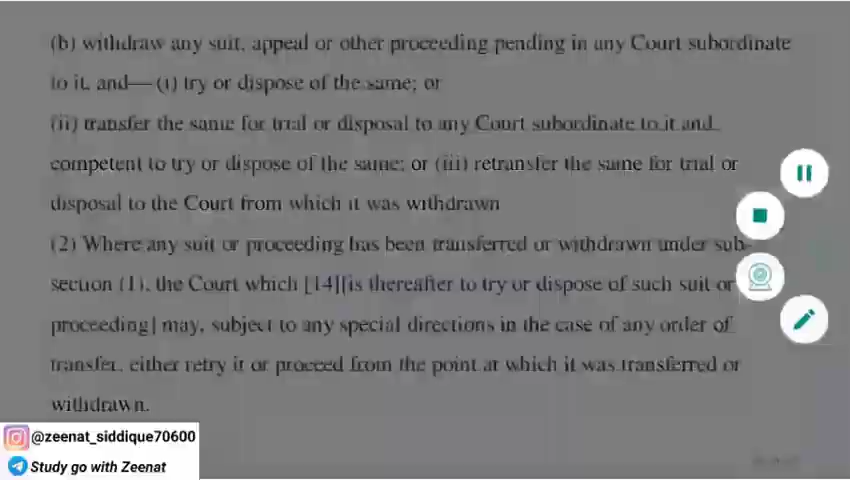 (b) withdraw any suit, appeal or other proceeding pending in any Court subordinate
to it, and— (i) try or dispose of the same; or
(ii) transfer the same for trial or disposal to any Court subordinate to it and
competent to try or dispose of the same; or (iii) retransfer the same for trial or
disposal to the Court from which it was withdrawn
(2) Where any suit or proceeding has been transferred or withdrawn under sub-
section (1), the Court which [14][is thereafter to try or dispose of such suit or
proceeding] may, subject to any special directions in the case of any order of
transfer, either retry it or proceed from the point at which it was transferred or
withdrawn.
@zeenat_siddique70600
Study go with Zeenat